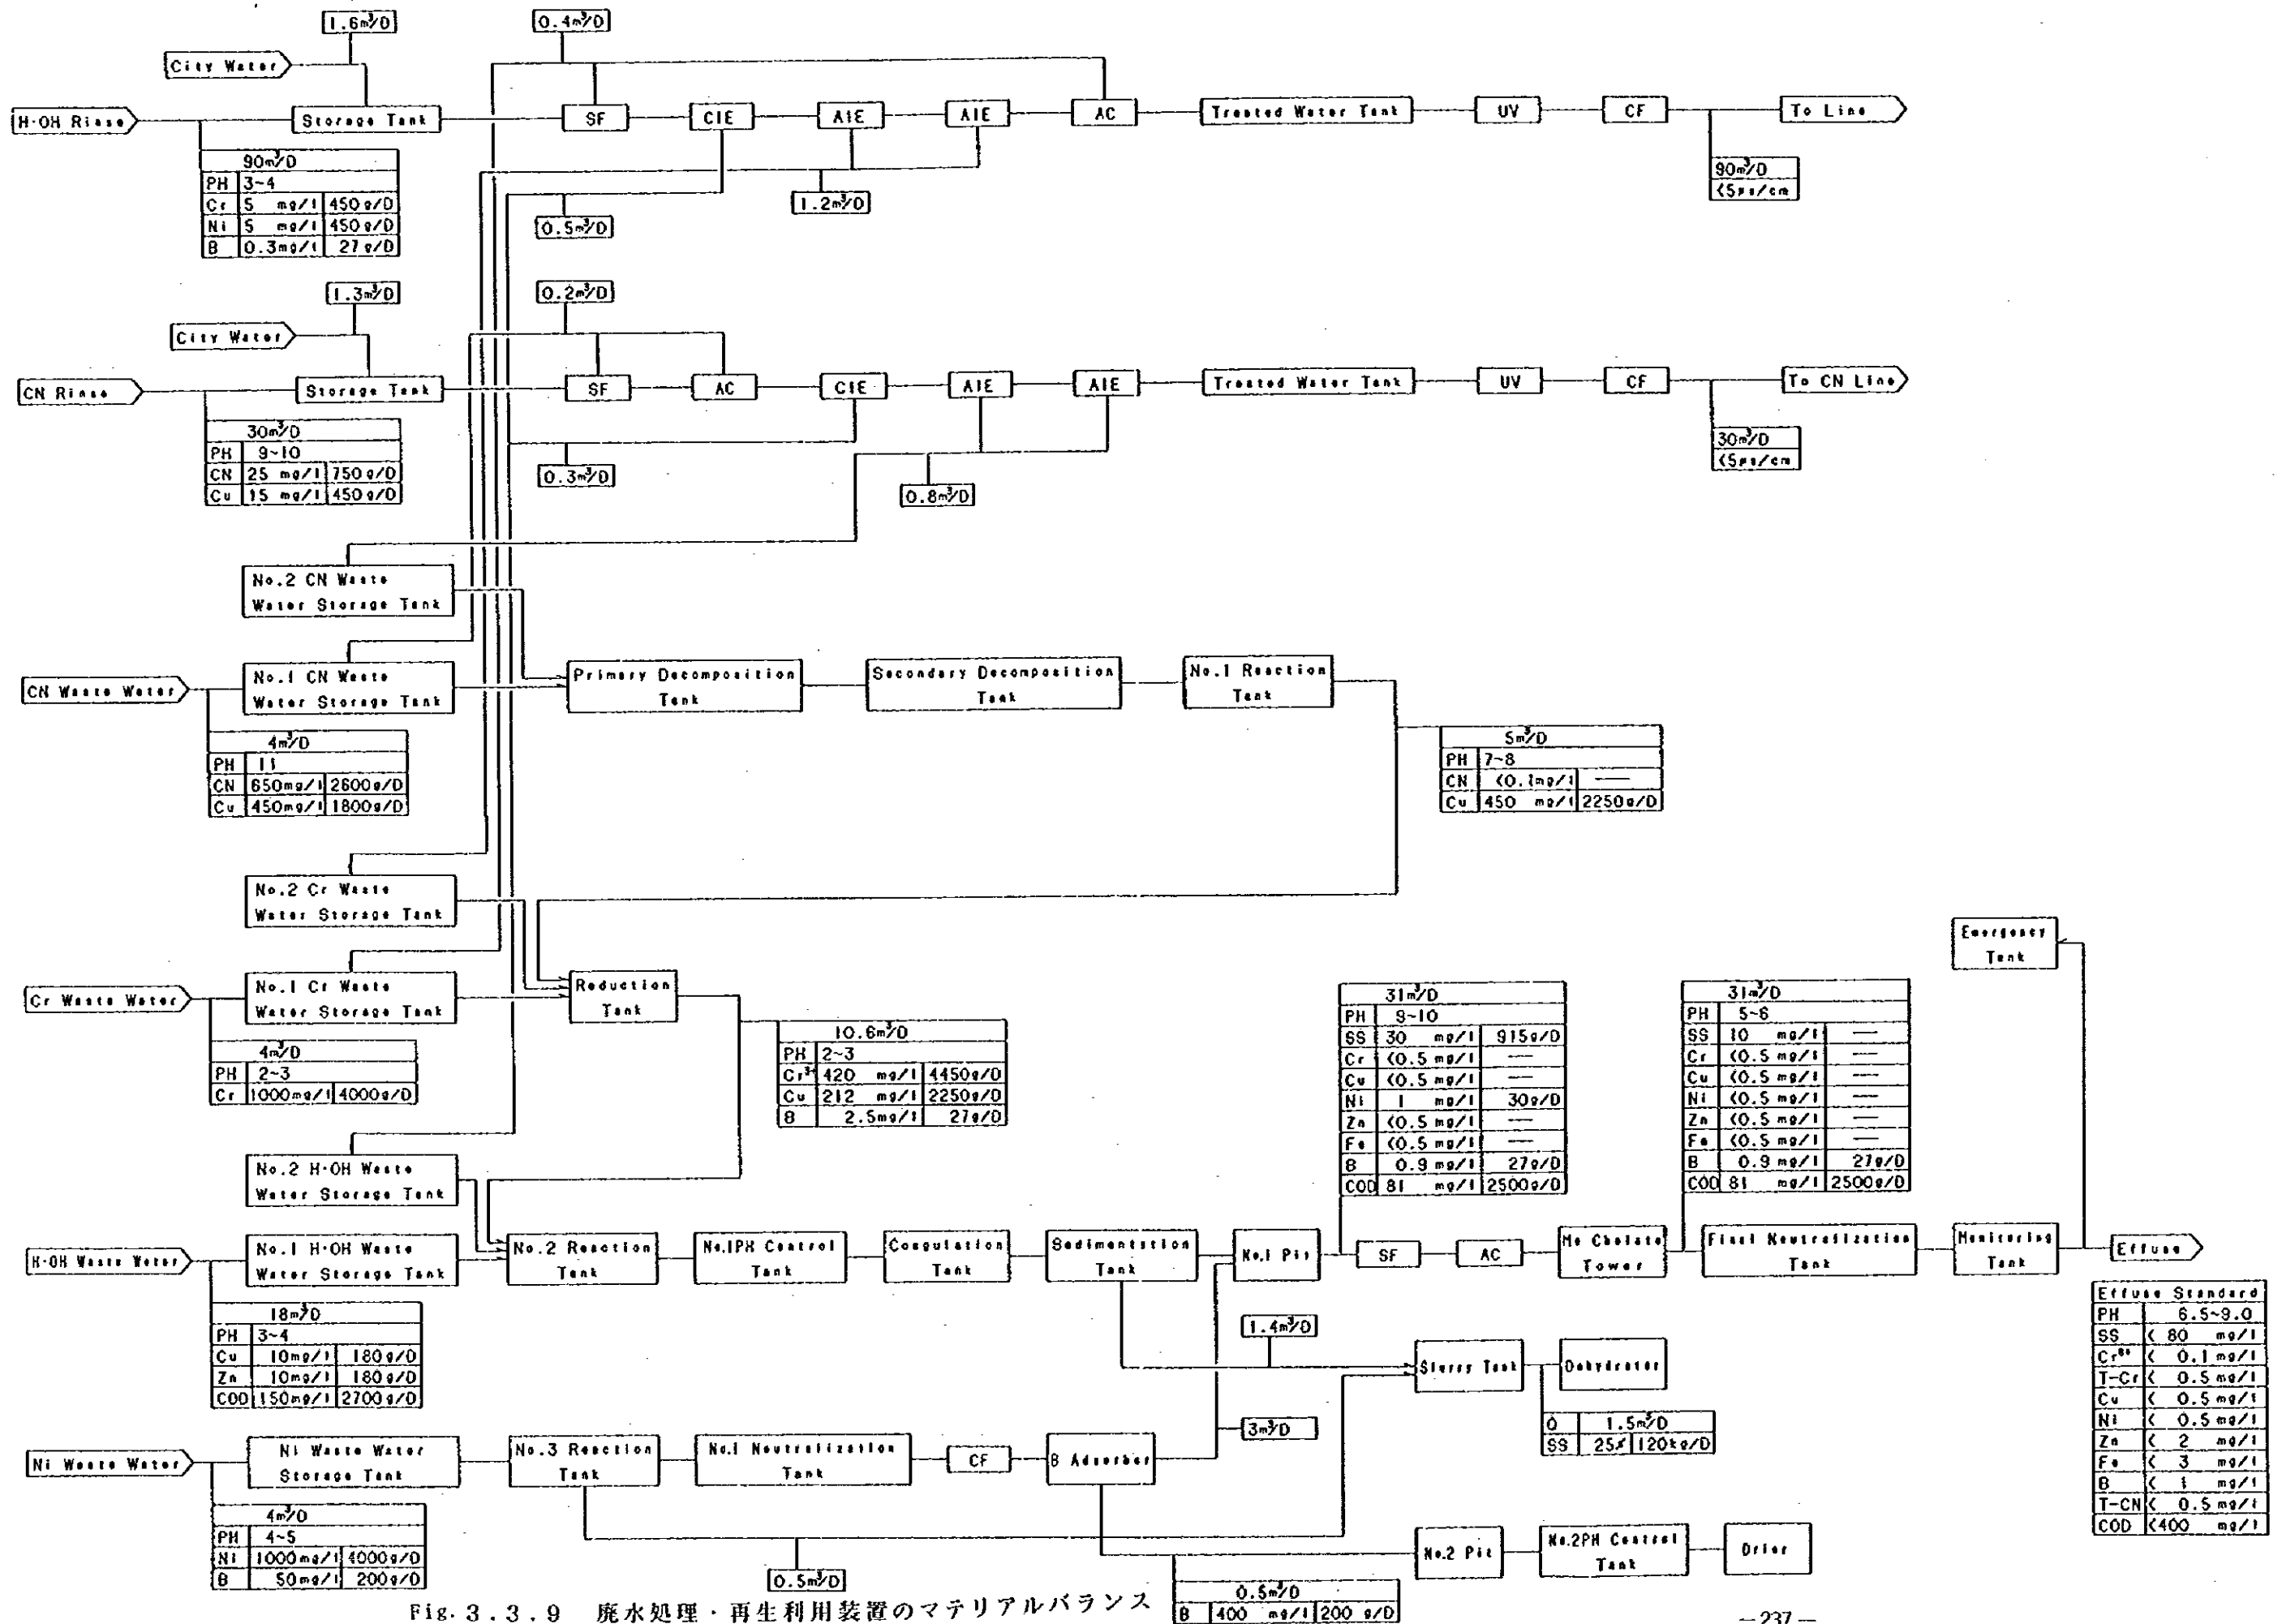 1.6m³/D
0.4m³/D
City Water
H·OH Rinse
Storage Tank
SF
CIE
AIE
AIE
AC
Treated Water Tank
UV
CF
To Line
90m³/D
PH 3~4
Cr 5 mg/l 450g/D
Ni 5 mg/l 450g/D
B 0.3mg/l 27g/D
0.5m³/D
1.2m³/D
90m³/D
<5μs/cm
1.3m³/D
0.2m³/D
City Water
CN Rinse
Storage Tank
SF
AC
CIE
AIE
AIE
Treated Water Tank
UV
CF
To CN Line
30m³/D
PH 9~10
CN 25 mg/l 750g/D
Cu 15 mg/l 450g/D
0.3m³/D
0.8m³/D
30m³/D
<5μs/cm
No.2 CN Waste
Water Storage Tank
CN Waste Water
No.1 CN Waste
Water Storage Tank
Primary Decomposition
Tank
Secondary Decomposition
Tank
No.1 Reaction
Tank
4m³/D
PH 11
CN 650mg/l 2600g/D
Cu 450mg/l 1800g/D
5m³/D
PH 7~8
CN <0.1mg/l —
Cu 450 mg/l 2250g/D
No.2 Cr Waste
Water Storage Tank
Cr Waste Water
No.1 Cr Waste
Water Storage Tank
Reduction
Tank
4m³/D
PH 2~3
Cr 1000mg/l 4000g/D
10.6m³/D
PH 2~3
Cr³⁺ 420 mg/l 4450g/D
Cu 212 mg/l 2250g/D
B 2.5mg/l 27g/D
31m³/D
PH 9~10
SS 30 mg/l 915g/D
Cr <0.5 mg/l —
Cu <0.5 mg/l —
Ni 1 mg/l 30g/D
Zn <0.5 mg/l —
Fe <0.5 mg/l —
B 0.9 mg/l 27g/D
COD 81 mg/l 2500g/D
31m³/D
PH 5~6
SS 10 mg/l —
Cr <0.5 mg/l —
Cu <0.5 mg/l —
Ni <0.5 mg/l —
Zn <0.5 mg/l —
Fe <0.5 mg/l —
B 0.9 mg/l 27g/D
COD 81 mg/l 2500g/D
Emergency
Tank
No.2 H·OH Waste
Water Storage Tank
H·OH Waste Water
No.1 H·OH Waste
Water Storage Tank
No.2 Reaction
Tank
No.1PH Control
Tank
Coagulation
Tank
Sedimentstion
Tank
No.1 Pit
SF
AC
Me Chelate
Tower
Final Neutralization
Tank
Monitoring
Tank
Effuse
18m³/D
PH 3~4
Cu 10mg/l 180g/D
Zn 10mg/l 180g/D
COD 150mg/l 2700g/D
1.4m³/D
Slurry Tank
Dehydrator
Q 1.5m³/D
SS 25% 120kg/D
Effuse Standard
PH 6.5~9.0
SS < 80 mg/l
Cr⁶⁺ < 0.1 mg/l
T-Cr < 0.5 mg/l
Cu < 0.5 mg/l
Ni < 0.5 mg/l
Zn < 2 mg/l
Fe < 3 mg/l
B < 1 mg/l
T-CN < 0.5 mg/l
COD <400 mg/l
Ni Waste Water
Ni Waste Water
Storage Tank
No.3 Reaction
Tank
No.1 Neutralization
Tank
CF
B Adsorber
3m³/D
4m³/D
PH 4~5
Ni 1000mg/l 4000g/D
B 50mg/l 200g/D
0.5m³/D
No.2 Pit
No.2PH Control
Tank
Drier
0.5m³/D
B 400 mg/l 200 g/D
Fig. 3.3.9 廃水処理・再生利用装置のマテリアルバランス
—237—